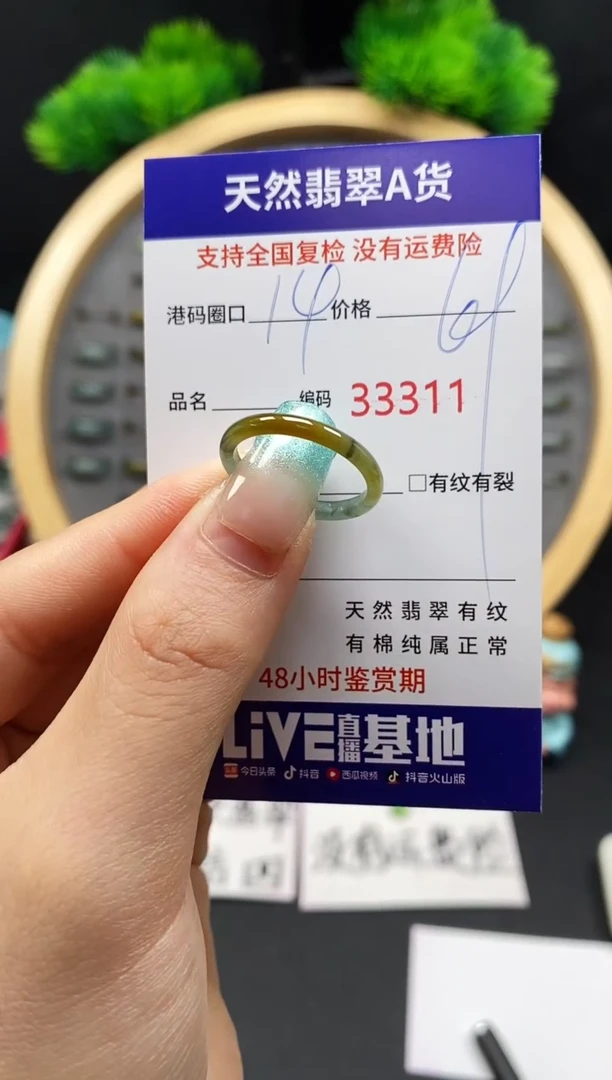 天然翡翠A货
支持全国复检 没有运费险
港码圈口 14 价格
品名 编码 33311
□有纹有裂
天然翡翠有纹
有棉纯属正常
48小时鉴赏期
LiVE直播基地
今日头条 抖音 西瓜视频 抖音火山版